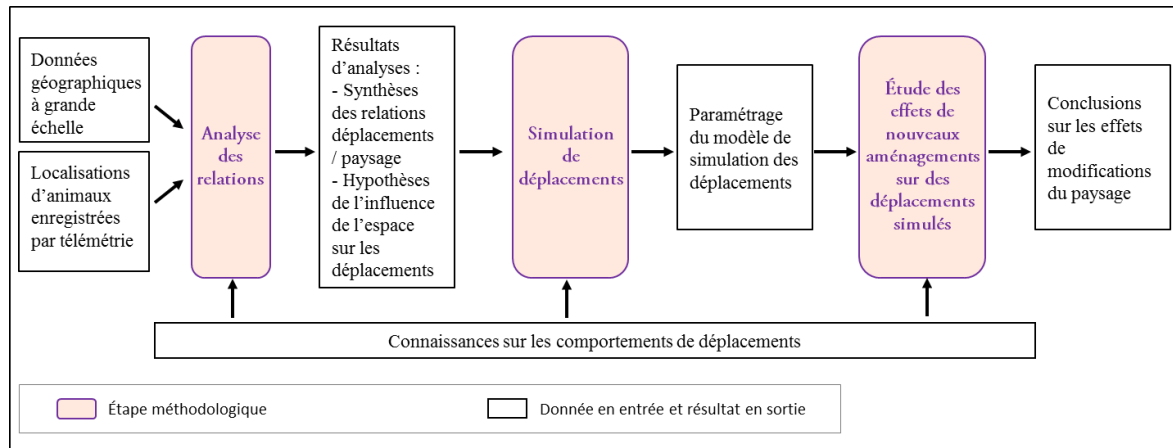 Données
géographiques
à grande
échelle
Localisations
d'animaux
enregistrées
par télémétrie
Analyse
des
relations
Résultats
d'analyses :
- Synthèses
des relations
déplacements
/ paysage
- Hypothèses
de l'influence
de l'espace
sur les
déplacements
Simulation
de
déplacements
Paramétrage
du modèle de
simulation des
déplacements
Étude des
effets de
nouveaux
aménagements
sur des
déplacements
simulés
Conclusions
sur les effets
de
modifications
du paysage
Connaissances sur les comportements de déplacements
Étape méthodologique
Donnée en entrée et résultat en sortie